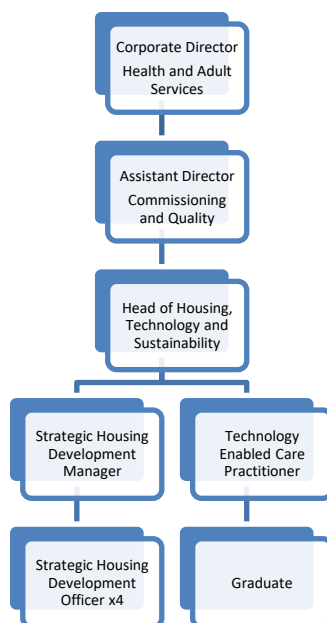 Corporate Director
Health and Adult
Services
Assistant Director
Commissioning
and Quality
Head of Housing,
Technology and
Sustainability
Strategic Housing
Development
Manager
Technology
Enabled Care
Practitioner
Strategic Housing
Development
Officer x4
Graduate